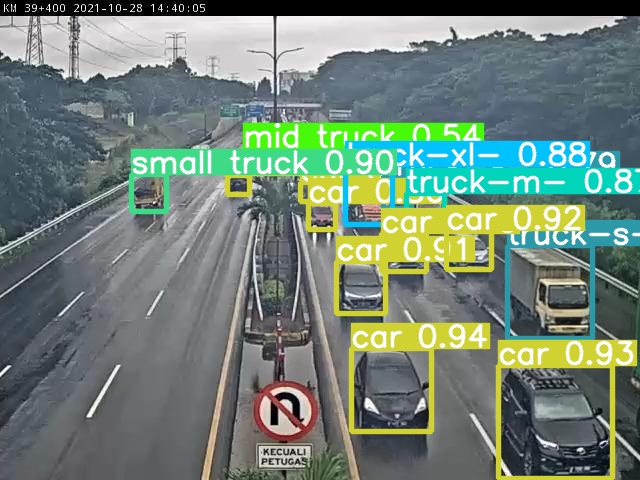 KM 39+400 2021-10-28 14:40:05
mid truck 0.54
small truck 0.90
ck-xl- 0.88
truck-m- 0.87
car 0.92
car
truck-s-
car 0.91
car 0.94
car 0.93
KECUALI
PETUGAS